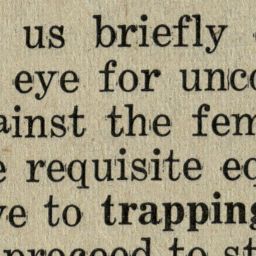 us briefly
eye for unco
ainst the fem
requisite eq
ve to trapping
proceed to st